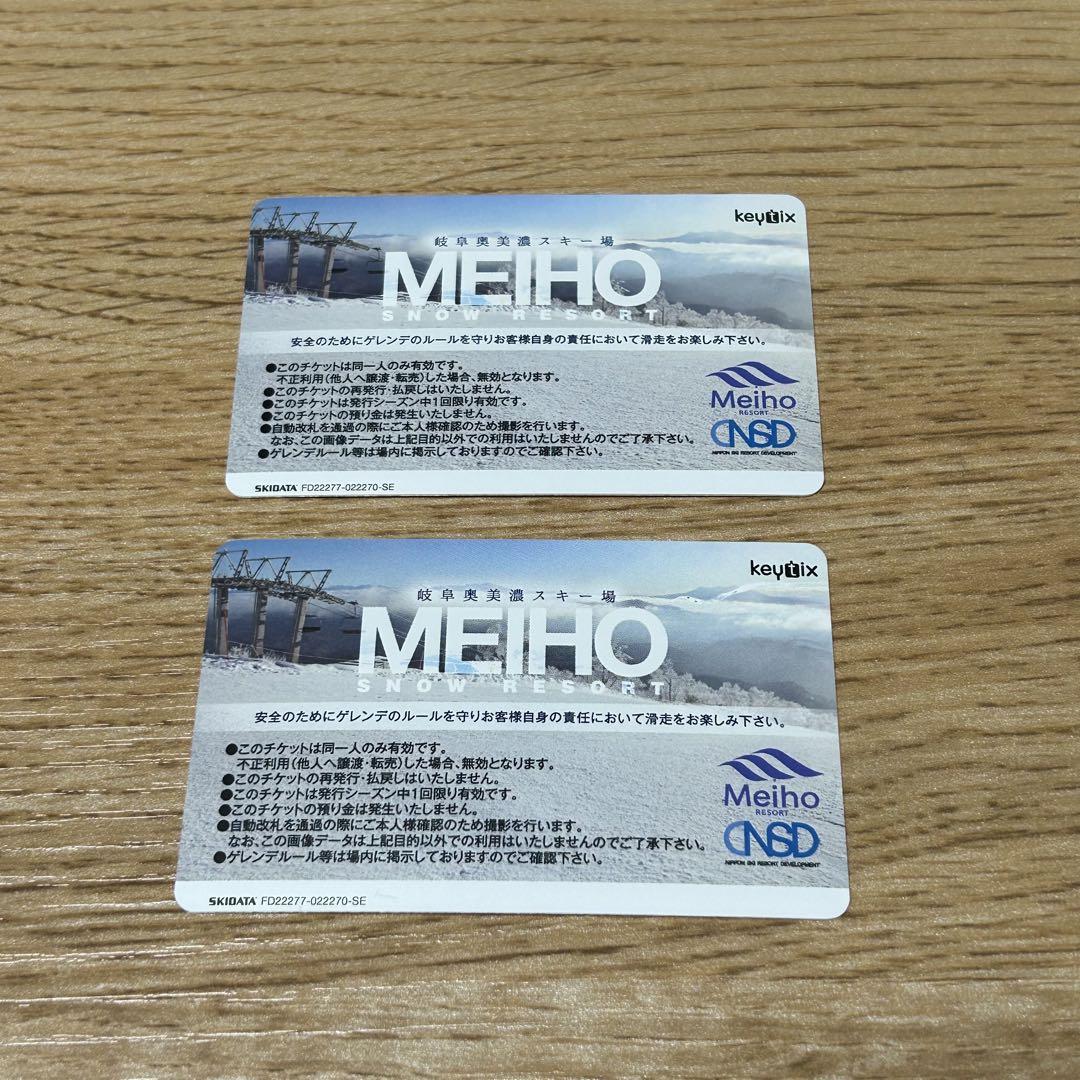 keytix
岐阜奥美濃スキー場
MEIHO
SNOW RESORT
安全のためにゲレンデのルールを守りお客様自身の責任において滑走をお楽しみ下さい。
●このチケットは同一人のみ有効です。
不正利用(他人へ譲渡・転売)した場合、無効となります。
●このチケットの再発行・払戻しはいたしません。
●このチケットは発行シーズン中1回限り有効です。
●このチケットの預り金は発生いたしません。
●自動改札を通過の際にご本人様確認のため撮影を行います。
なお、この画像データは上記目的以外での利用はいたしませんのでご了承下さい。
●ゲレンデルール等は場内に掲示しておりますのでご確認下さい。
Meiho
RESORT
NSD
NIPPON SKI RESORT DEVELOPMENT
SKIDATA FD22277-022270-SE
keytix
岐阜奥美濃スキー場
MEIHO
SNOW RESORT
安全のためにゲレンデのルールを守りお客様自身の責任において滑走をお楽しみ下さい。
●このチケットは同一人のみ有効です。
不正利用(他人へ譲渡・転売)した場合、無効となります。
●このチケットの再発行・払戻しはいたしません。
●このチケットは発行シーズン中1回限り有効です。
●このチケットの預り金は発生いたしません。
●自動改札を通過の際にご本人様確認のため撮影を行います。
なお、この画像データは上記目的以外での利用はいたしませんのでご了承下さい。
●ゲレンデルール等は場内に掲示しておりますのでご確認下さい。
Meiho
RESORT
NSD
NIPPON SKI RESORT DEVELOPMENT
SKIDATA FD22277-022270-SE